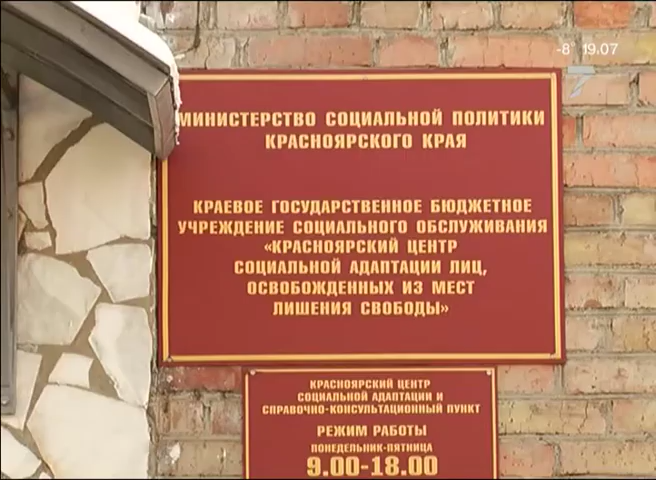 -8° 19.07
7
МИНИСТЕРСТВО СОЦИАЛЬНОЙ ПОЛИТИКИ
КРАСНОЯРСКОГО КРАЯ
КРАЕВОЕ ГОСУДАРСТВЕННОЕ БЮДЖЕТНОЕ
УЧРЕЖДЕНИЕ СОЦИАЛЬНОГО ОБСЛУЖИВАНИЯ
«КРАСНОЯРСКИЙ ЦЕНТР
СОЦИАЛЬНОЙ АДАПТАЦИИ ЛИЦ,
ОСВОБОЖДЕННЫХ ИЗ МЕСТ
ЛИШЕНИЯ СВОБОДЫ»
КРАСНОЯРСКИЙ ЦЕНТР
СОЦИАЛЬНОЙ АДАПТАЦИИ И
СПРАВОЧНО-КОНСУЛЬТАЦИОННЫЙ ПУНКТ
РЕЖИМ РАБОТЫ
ПОНЕДЕЛЬНИК-ПЯТНИЦА
9.00-18.00